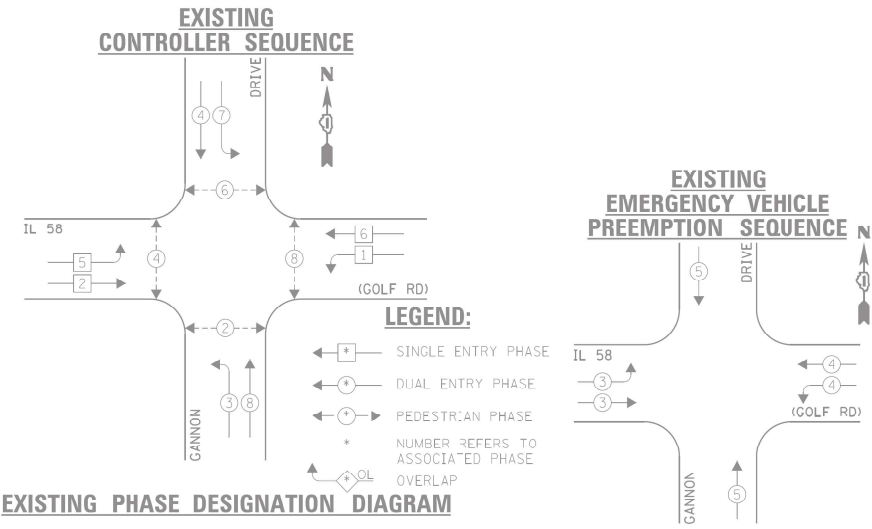 EXISTING
CONTROLLER SEQUENCE
DRIVE
N
4 7
6
IL 58
5
2
4
8
6
1
(GOLF RD)
2
3 8
GANNON
LEGEND:
* SINGLE ENTRY PHASE
* DUAL ENTRY PHASE
* PEDESTRIAN PHASE
* NUMBER REFERS TO
ASSOCIATED PHASE
* OL OVERLAP
EXISTING PHASE DESIGNATION DIAGRAM
EXISTING
EMERGENCY VEHICLE
PREEMPTION SEQUENCE
N
5
DRIVE
IL 58
3
3
4
4
(GOLF RD)
GANNON
5